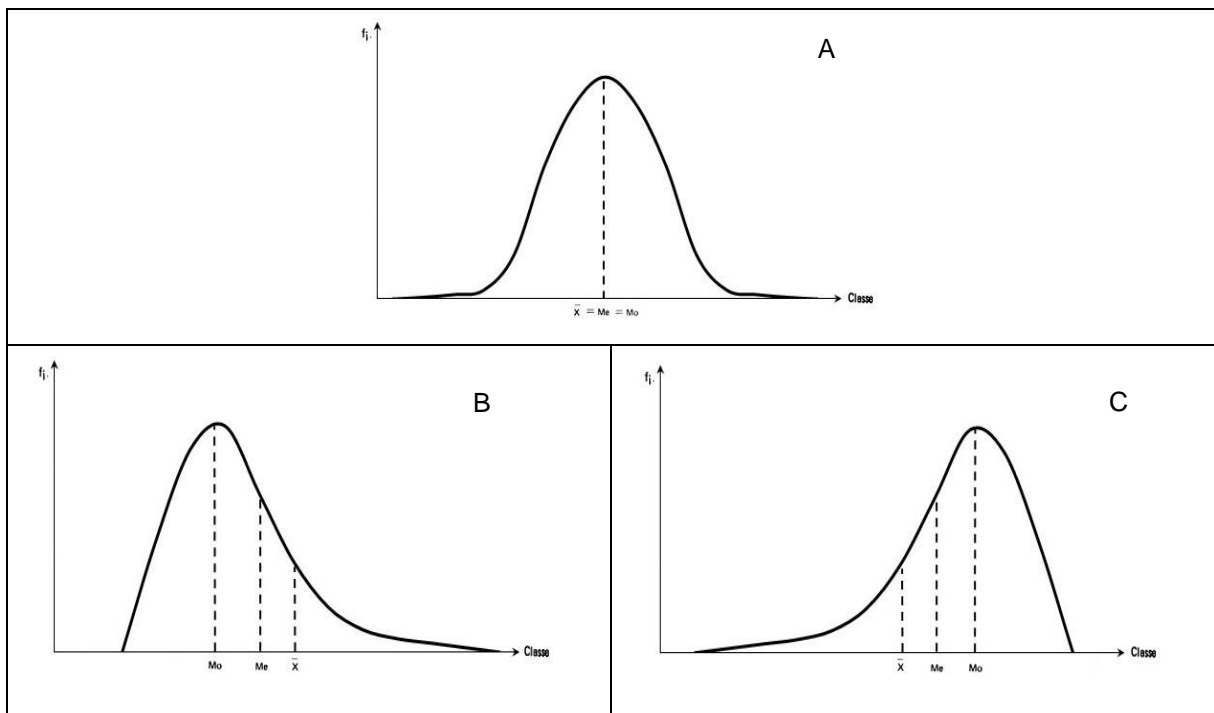 fi.
A
Classe
x̄ = Me = Mo
fi.
B
Classe
Mo Me x̄
fi.
C
Classe
x̄ Me Mo